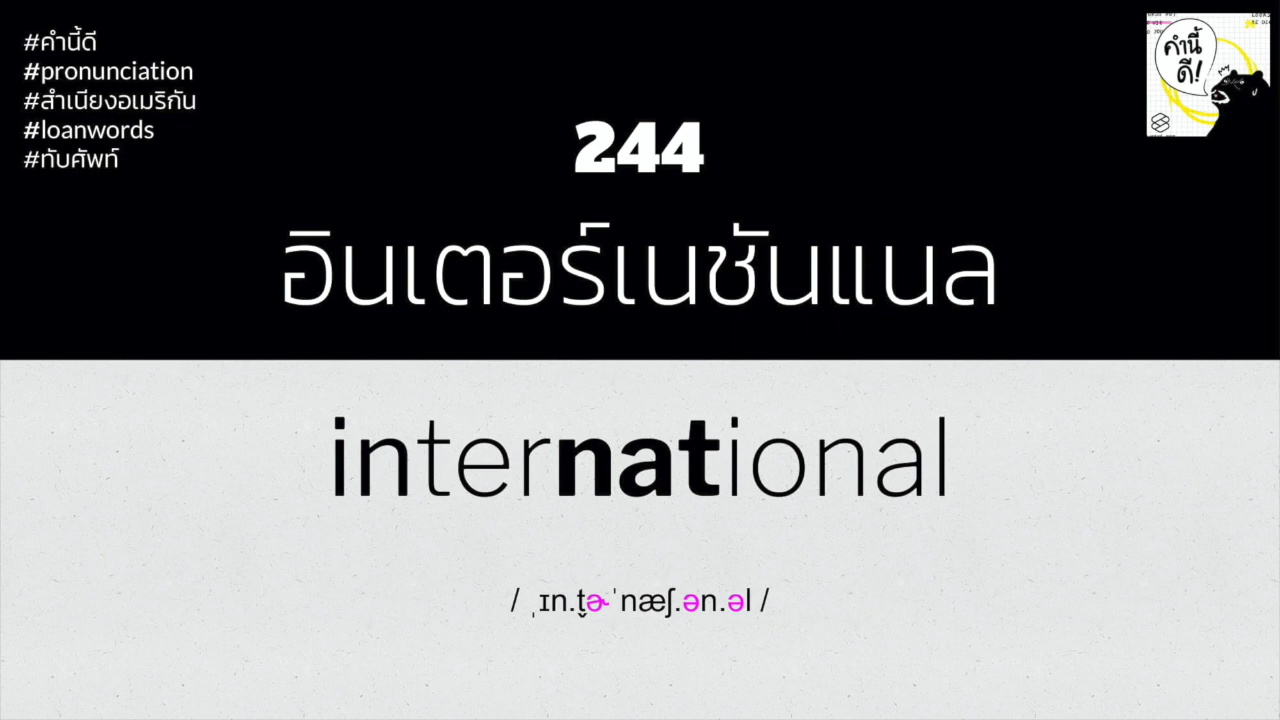 #คำนี้ดี
#pronunciation
#สำเนียงอเมริกัน
#loanwords
#ทับศัพท์
คำนี้
ดี!
244
อินเตอร์เนชันแนล
international
/ ˌɪn.t̬ɚˈnæʃ.ən.əl /